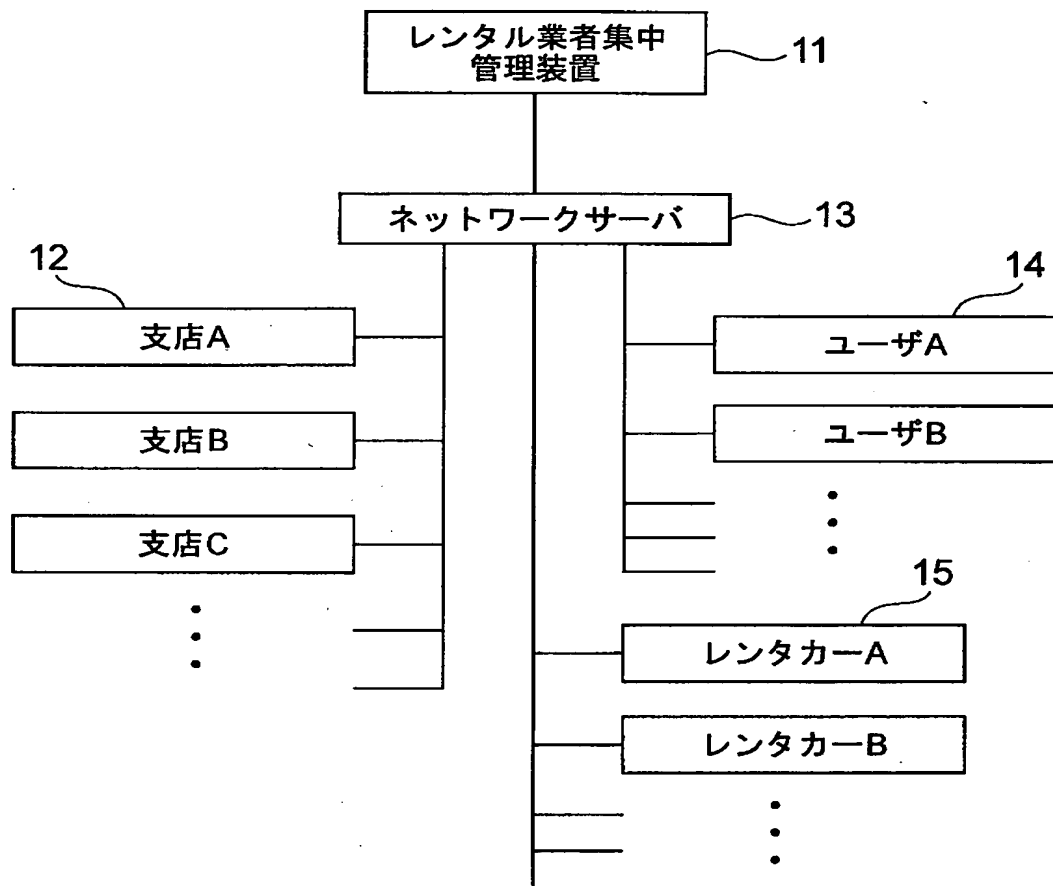 レンタル業者集中
管理装置
11
ネットワークサーバ
13
12
支店A
支店B
支店C
14
ユーザA
ユーザB
15
レンタカーA
レンタカーB